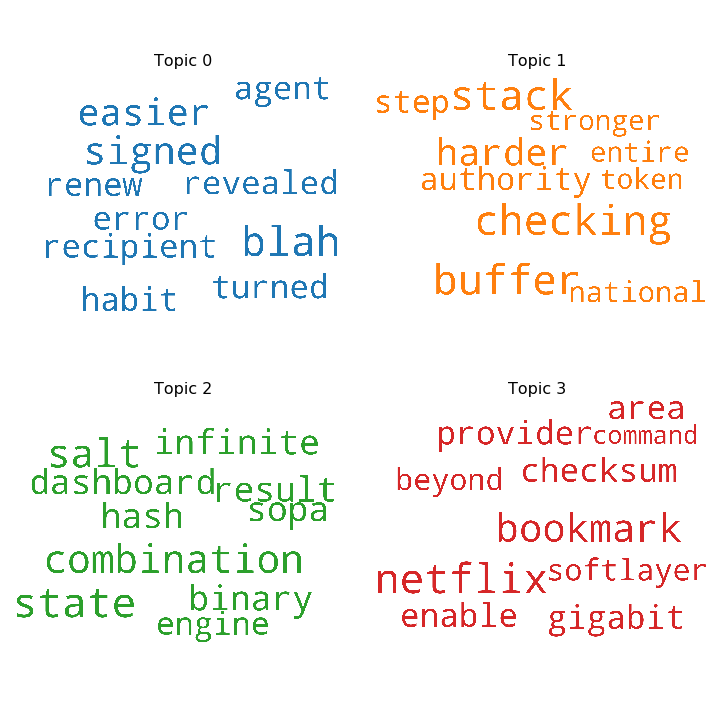 Topic 0
agent
easier
signed
renew revealed
error
recipient blah
turned
habit
Topic 1
step stack
stronger
harder entire
authority token
checking
buffer national
Topic 2
infinite
salt
dashboard result
hash sopa
combination
state binary
engine
Topic 3
area
provider command
beyond checksum
bookmark
netflix softlayer
enable gigabit